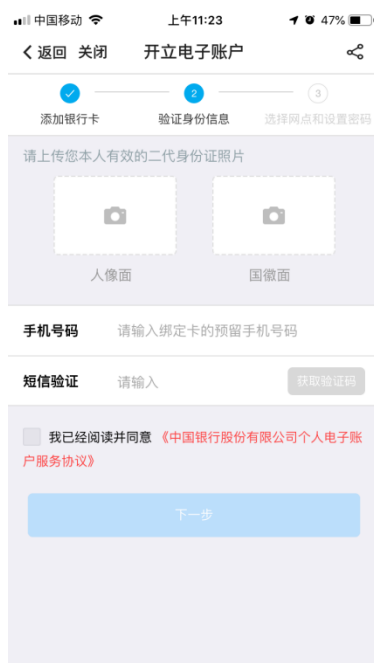 中国移动 上午11:23 47%
返回 关闭 开立电子账户
2 3
添加银行卡 验证身份信息 选择网点和设置密码
请上传您本人有效的二代身份证照片
人像面 国徽面
手机号码 请输入绑定卡的预留手机号码
短信验证 请输入 获取验证码
我已经阅读并同意 《中国银行股份有限公司个人电子账
户服务协议》
下一步